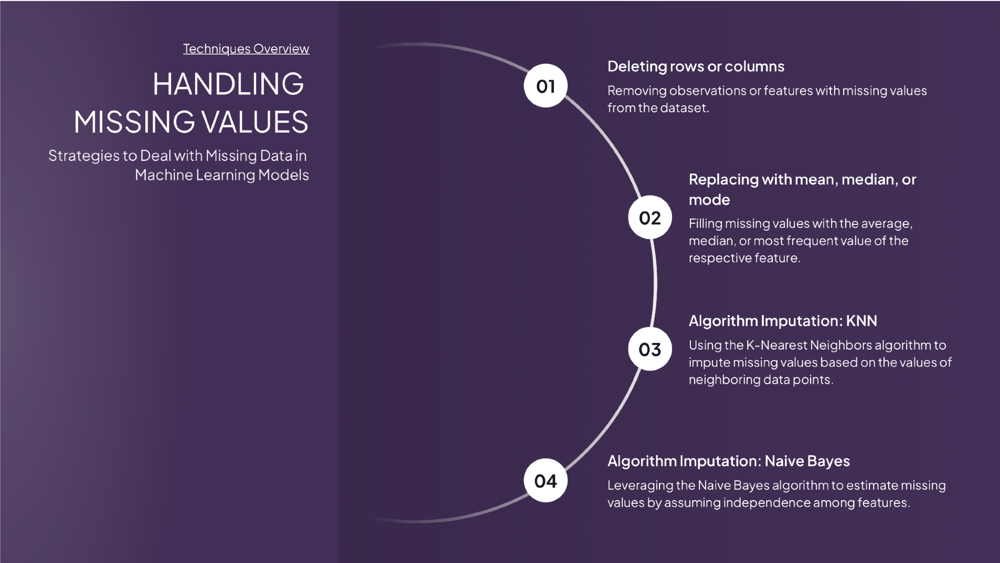 Techniques Overview
HANDLING
MISSING VALUES
Strategies to Deal with Missing Data in
Machine Learning Models
01
Deleting rows or columns
Removing observations or features with missing values
from the dataset.
02
Replacing with mean, median, or
mode
Filling missing values with the average,
median, or most frequent value of the
respective feature.
03
Algorithm Imputation: KNN
Using the K-Nearest Neighbors algorithm to
impute missing values based on the values of
neighboring data points.
04
Algorithm Imputation: Naive Bayes
Leveraging the Naive Bayes algorithm to estimate missing
values by assuming independence among features.